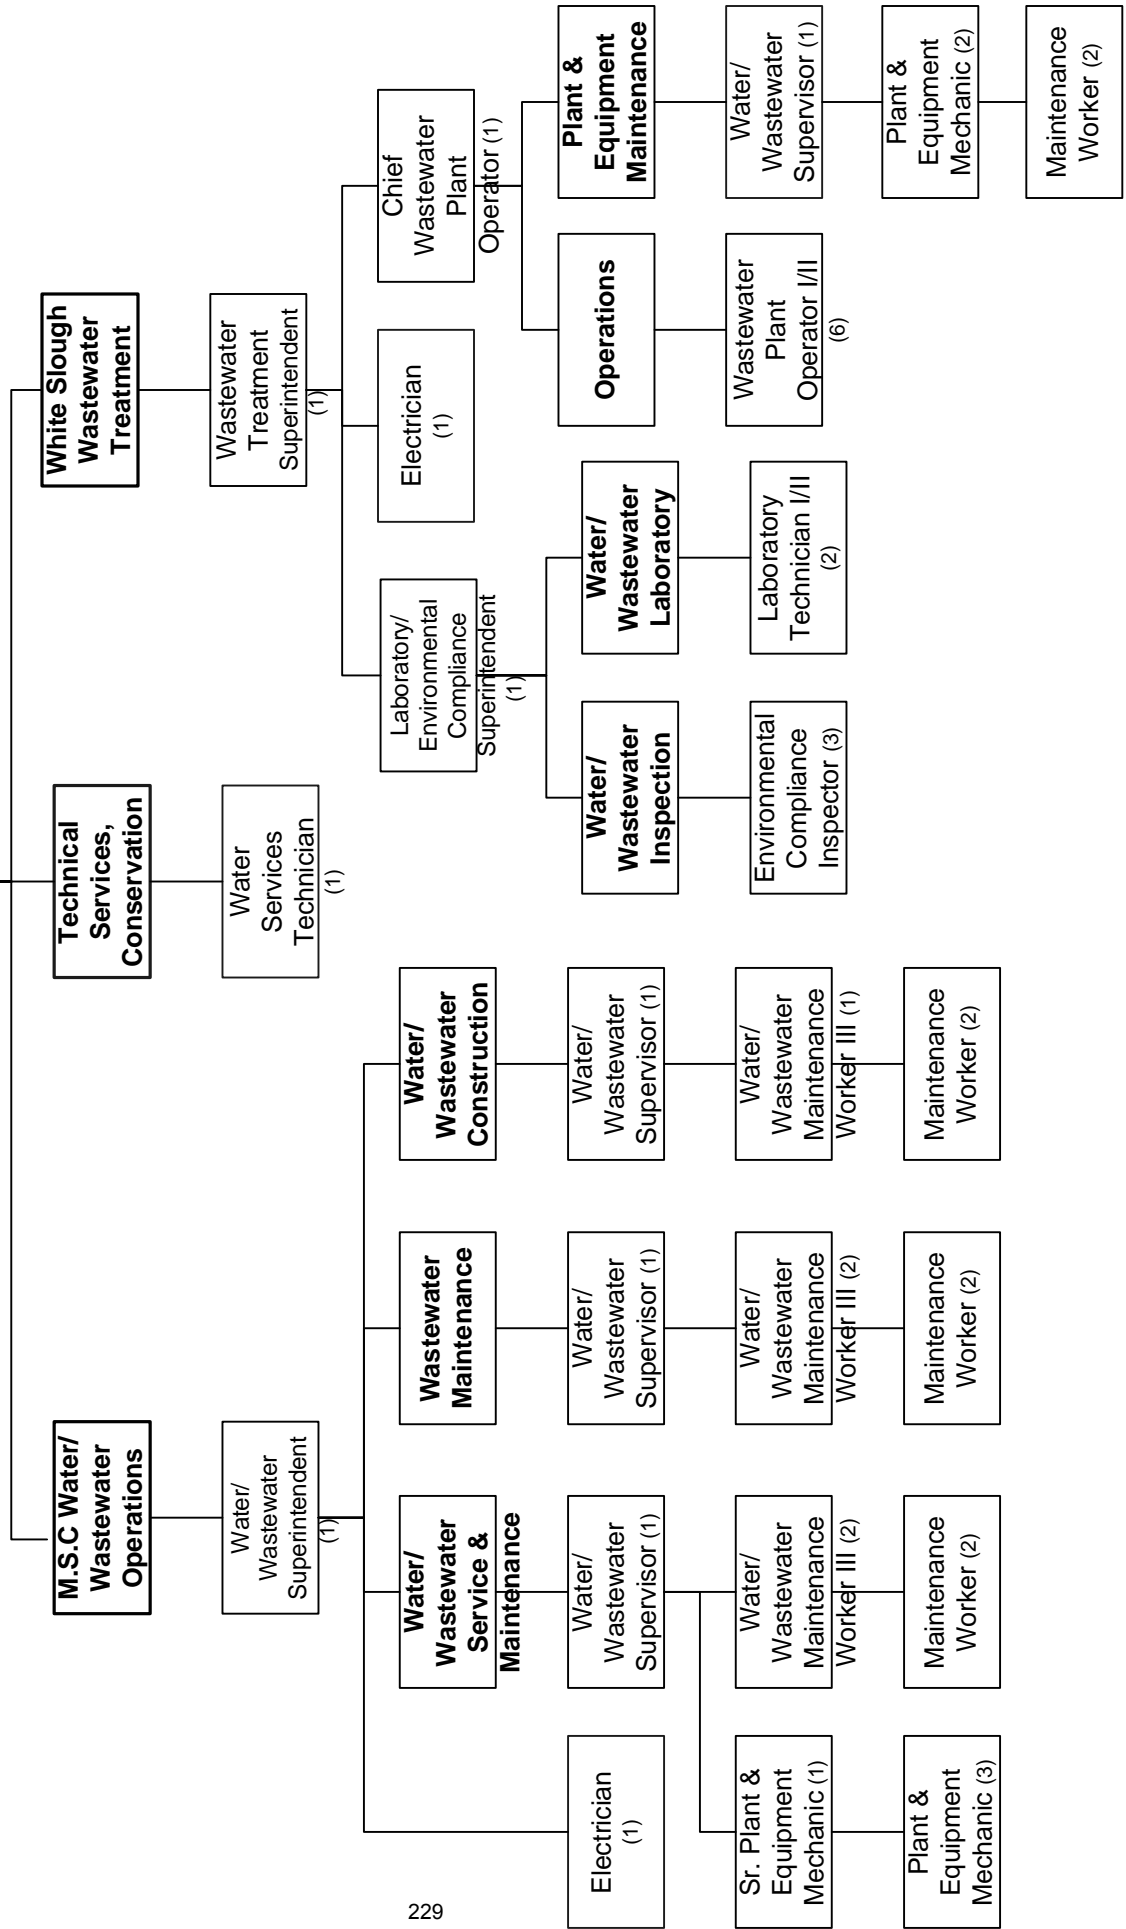 M.S.C Water/
Wastewater
Operations
Technical
Services,
Conservation
White Slough
Wastewater
Treatment
Water/
Wastewater
Superintendent
(1)
Water
Services
Technician
(1)
Wastewater
Treatment
Superintendent
(1)
Electrician
(1)
Water/
Wastewater
Service &
Maintenance
Water/
Wastewater
Supervisor (1)
Sr. Plant &
Equipment
Mechanic (1)
Plant &
Equipment
Mechanic (3)
Water/
Wastewater
Maintenance
Worker III (2)
Maintenance
Worker (2)
Wastewater
Maintenance
Water/
Wastewater
Supervisor (1)
Water/
Wastewater
Maintenance
Worker III (2)
Maintenance
Worker (2)
Water/
Wastewater
Construction
Water/
Wastewater
Supervisor (1)
Water/
Wastewater
Maintenance
Worker III (1)
Maintenance
Worker (2)
Laboratory/
Environmental
Compliance
Superintendent
(1)
Water/
Wastewater
Inspection
Environmental
Compliance
Inspector (3)
Water/
Wastewater
Laboratory
Laboratory
Technician I/II
(2)
Electrician
(1)
Chief
Wastewater
Plant
Operator (1)
Operations
Wastewater
Plant
Operator I/II
(6)
Plant &
Equipment
Maintenance
Water/
Wastewater
Supervisor (1)
Plant &
Equipment
Mechanic (2)
Maintenance
Worker (2)
229